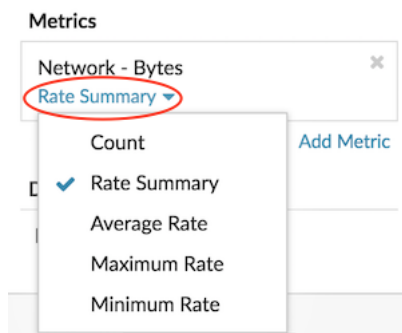 Metrics
Network - Bytes
Rate Summary
Count
Add Metric
Rate Summary
Average Rate
Maximum Rate
Minimum Rate